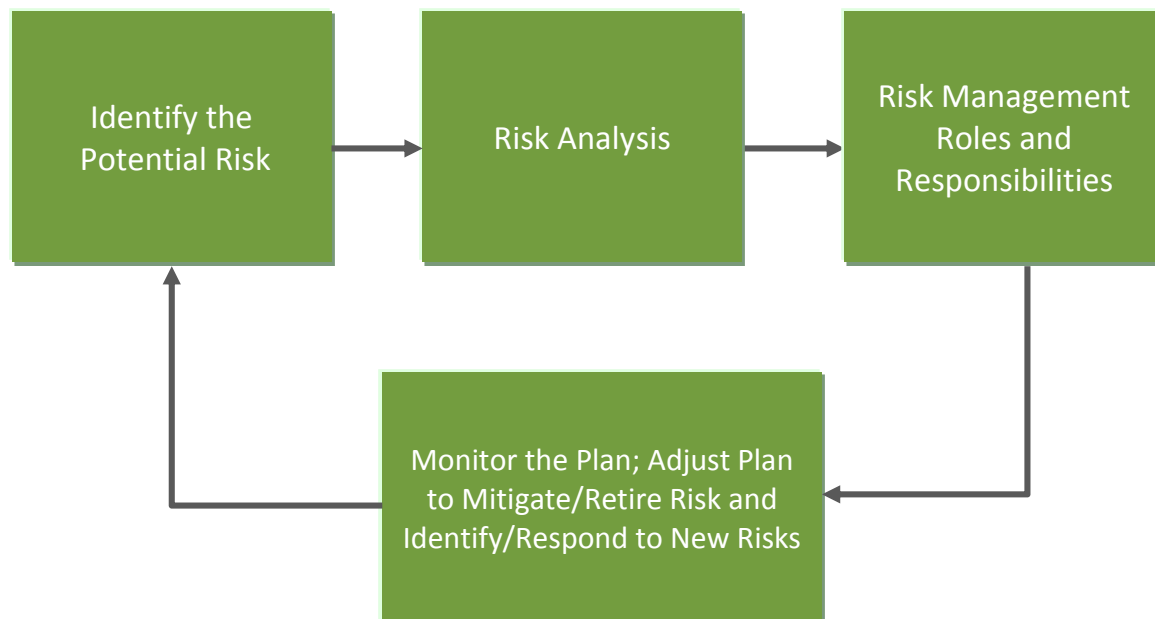 Identify the
Potential Risk
Risk Analysis
Risk Management
Roles and
Responsibilities
Monitor the Plan; Adjust Plan
to Mitigate/Retire Risk and
Identify/Respond to New Risks